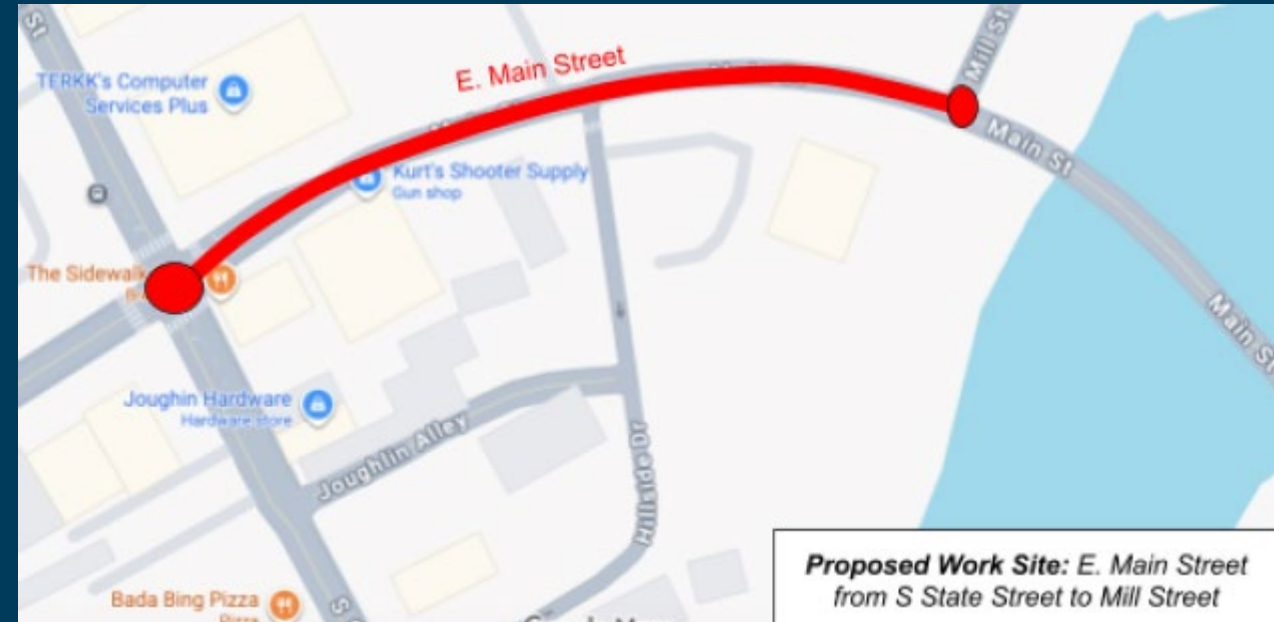 St
TERKK's Computer
Services Plus
E. Main Street
Mill St
Kurt's Shooter Supply
Gun shop
Main St
The Sidewalk
Main St
Joughin Hardware
Hardware store
Joughlin Alley
Hillside Dr
Proposed Work Site: E. Main Street
from S State Street to Mill Street
Bada Bing Pizza
Pizza
S